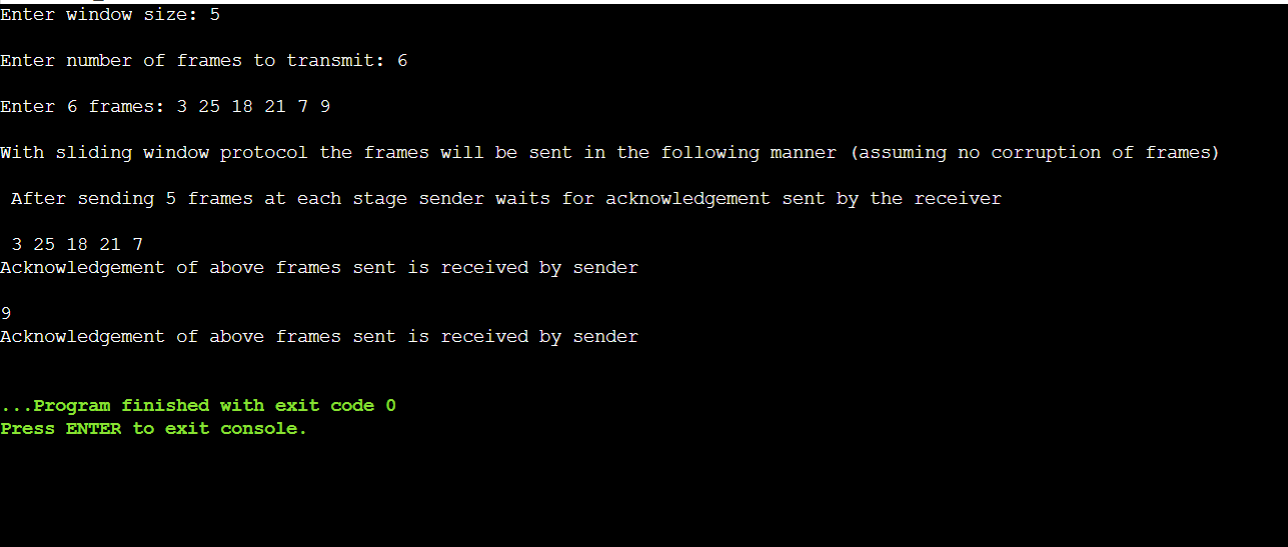 Enter window size: 5
Enter number of frames to transmit: 6
Enter 6 frames: 3 25 18 21 7 9
With sliding window protocol the frames will be sent in the following manner (assuming no corruption of frames)
After sending 5 frames at each stage sender waits for acknowledgement sent by the receiver
3 25 18 21 7
Acknowledgement of above frames sent is received by sender
9
Acknowledgement of above frames sent is received by sender
...Program finished with exit code 0
Press ENTER to exit console.